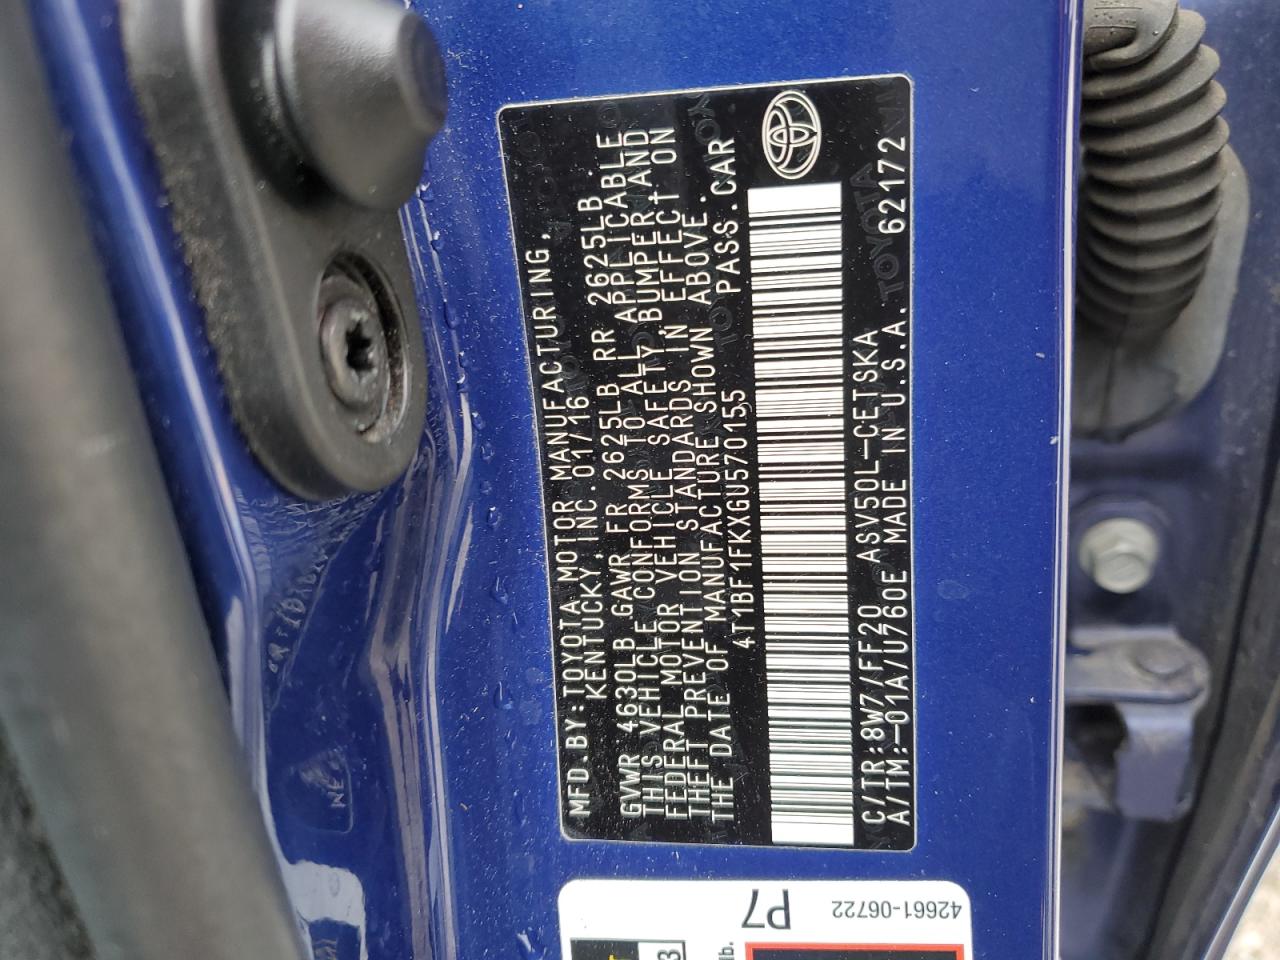 MFD.BY:TOYOTA MOTOR MANUFACTURING,
KENTUCKY,INC.01/16
GVWR 4630LB GAWR FR 2625LB RR 2625LB
THIS VEHICLE CONFORMS TO ALL APPLICABLE
FEDERAL MOTOR VEHICLE SAFETY,BUMPER,AND
THEFT PREVENTION STANDARDS IN EFFECT ON
THE DATE OF MANUFACTURE SHOWN ABOVE.
4T1BF1FKXGU570155 PASS.CAR
C/TR:8W7/FF20 ASV50L-CETSKA
A/TM:-01A/U760E MADE IN U.S.A. 62172
P7
42661-06722
lb.
3